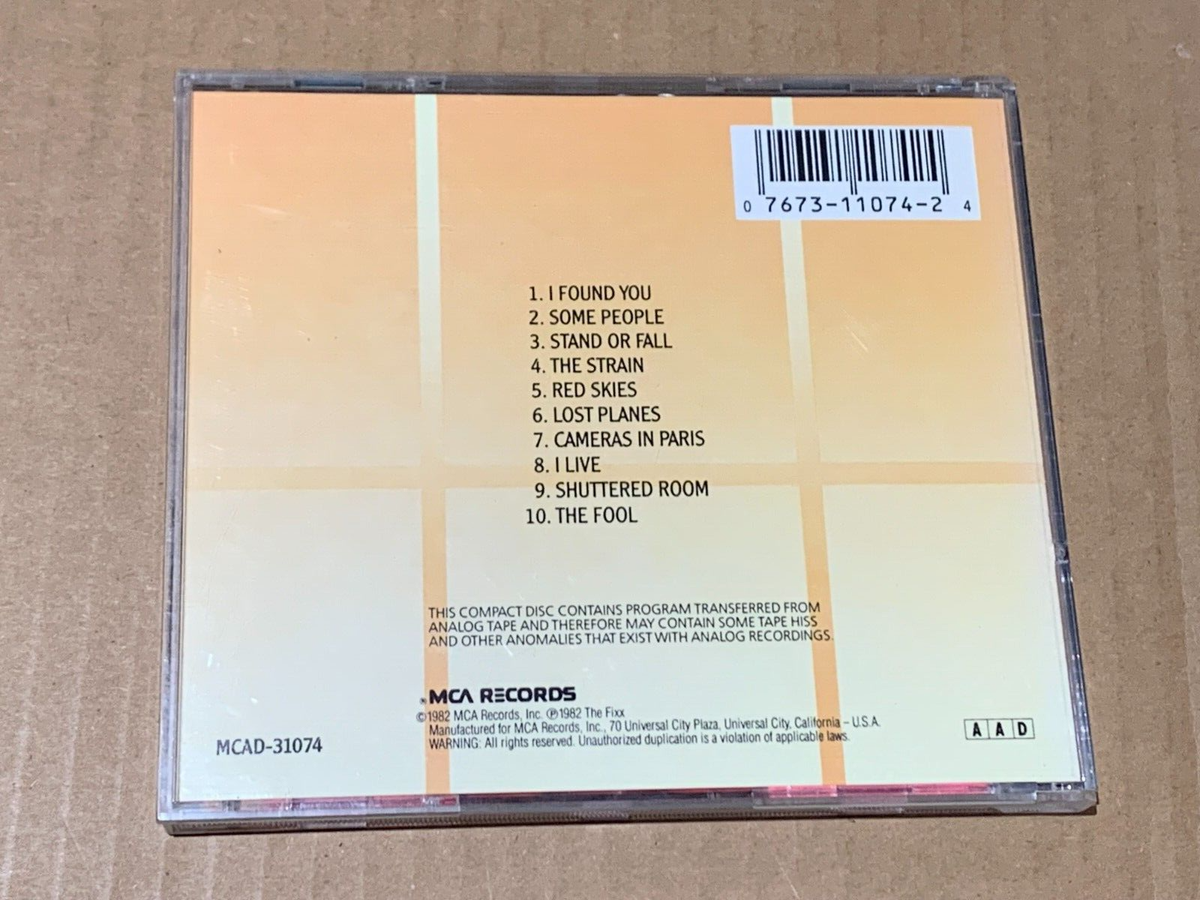 0 7673-11074-2 4
1. I FOUND YOU
2. SOME PEOPLE
3. STAND OR FALL
4. THE STRAIN
5. RED SKIES
6. LOST PLANES
7. CAMERAS IN PARIS
8. I LIVE
9. SHUTTERED ROOM
10. THE FOOL
THIS COMPACT DISC CONTAINS PROGRAM TRANSFERRED FROM
ANALOG TAPE AND THEREFORE MAY CONTAIN SOME TAPE HISS
AND OTHER ANOMALIES THAT EXIST WITH ANALOG RECORDINGS.
MCA RECORDS
©1982 MCA Records, Inc. ℗1982 The Fixx
Manufactured for MCA Records, Inc., 70 Universal City Plaza, Universal City, California – U.S.A.
WARNING: All rights reserved. Unauthorized duplication is a violation of applicable laws.
MCAD-31074
A A D